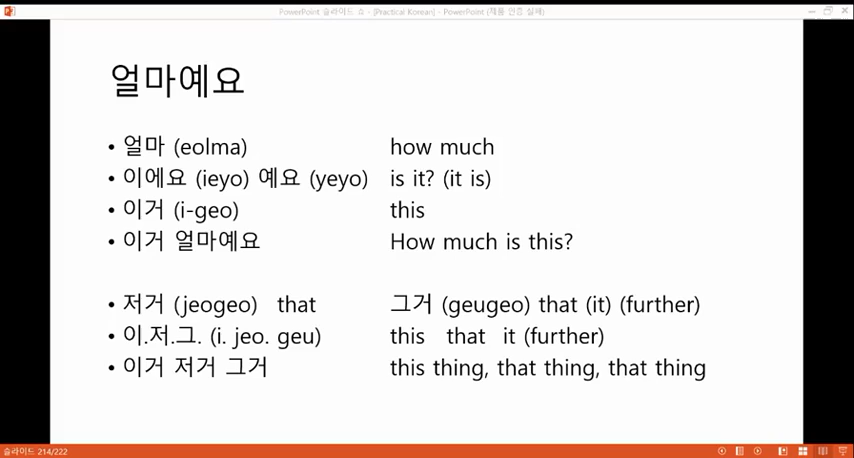 PowerPoint 슬라이드 쇼 - [Practical Korean] - PowerPoint (제품 인증 실패)
얼마예요
• 얼마 (eolma) how much
• 이에요 (ieyo) 예요 (yeyo) is it? (it is)
• 이거 (i-geo) this
• 이거 얼마예요 How much is this?
• 저거 (jeogeo) that 그거 (geugeo) that (it) (further)
• 이.저.그. (i. jeo. geu) this that it (further)
• 이거 저거 그거 this thing, that thing, that thing
슬라이드 214/222